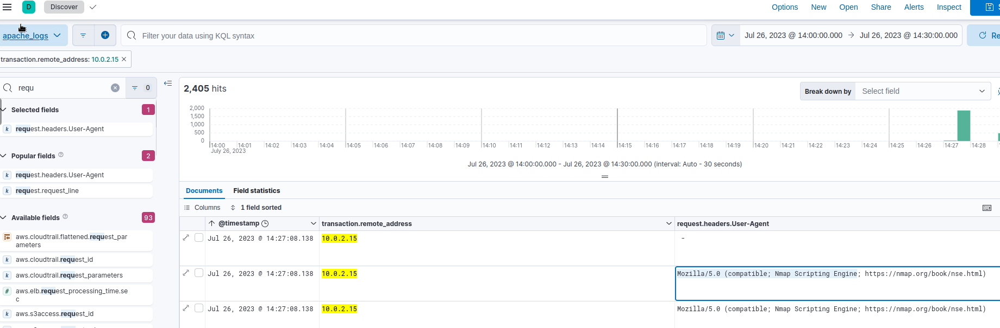 D Discover Options New Open Share Alerts Inspect
apache_logs Filter your data using KQL syntax Jul 26, 2023 @ 14:00:00.000 → Jul 26, 2023 @ 14:30:00.000 Re
transaction.remote_address: 10.0.2.15 ×
requ 0
2,405 hits
Break down by Select field
Selected fields 1
request.headers.User-Agent
Popular fields 2
request.headers.User-Agent
request.request_line
Available fields 93
aws.cloudtrail.flattened.request_par
ameters
aws.cloudtrail.request_id
aws.cloudtrail.request_parameters
aws.elb.request_processing_time.se
c
aws.s3access.request_id
2,000
1,500
1,000
500
0
14:00 14:01 14:02 14:03 14:04 14:05 14:06 14:07 14:08 14:09 14:10 14:11 14:12 14:13 14:14 14:15 14:16 14:17 14:18 14:19 14:20 14:21 14:22 14:23 14:24 14:25 14:26 14:27 14:28
July 26, 2023
Jul 26, 2023 @ 14:00:00.000 - Jul 26, 2023 @ 14:30:00.000 (interval: Auto - 30 seconds)
Documents Field statistics
Columns 1 field sorted
@timestamp transaction.remote_address request.headers.User-Agent
Jul 26, 2023 @ 14:27:08.138 10.0.2.15 -
Jul 26, 2023 @ 14:27:08.138 10.0.2.15 Mozilla/5.0 (compatible; Nmap Scripting Engine; https://nmap.org/book/nse.html)
Jul 26, 2023 @ 14:27:08.138 10.0.2.15 Mozilla/5.0 (compatible; Nmap Scripting Engine; https://nmap.org/book/nse.html)